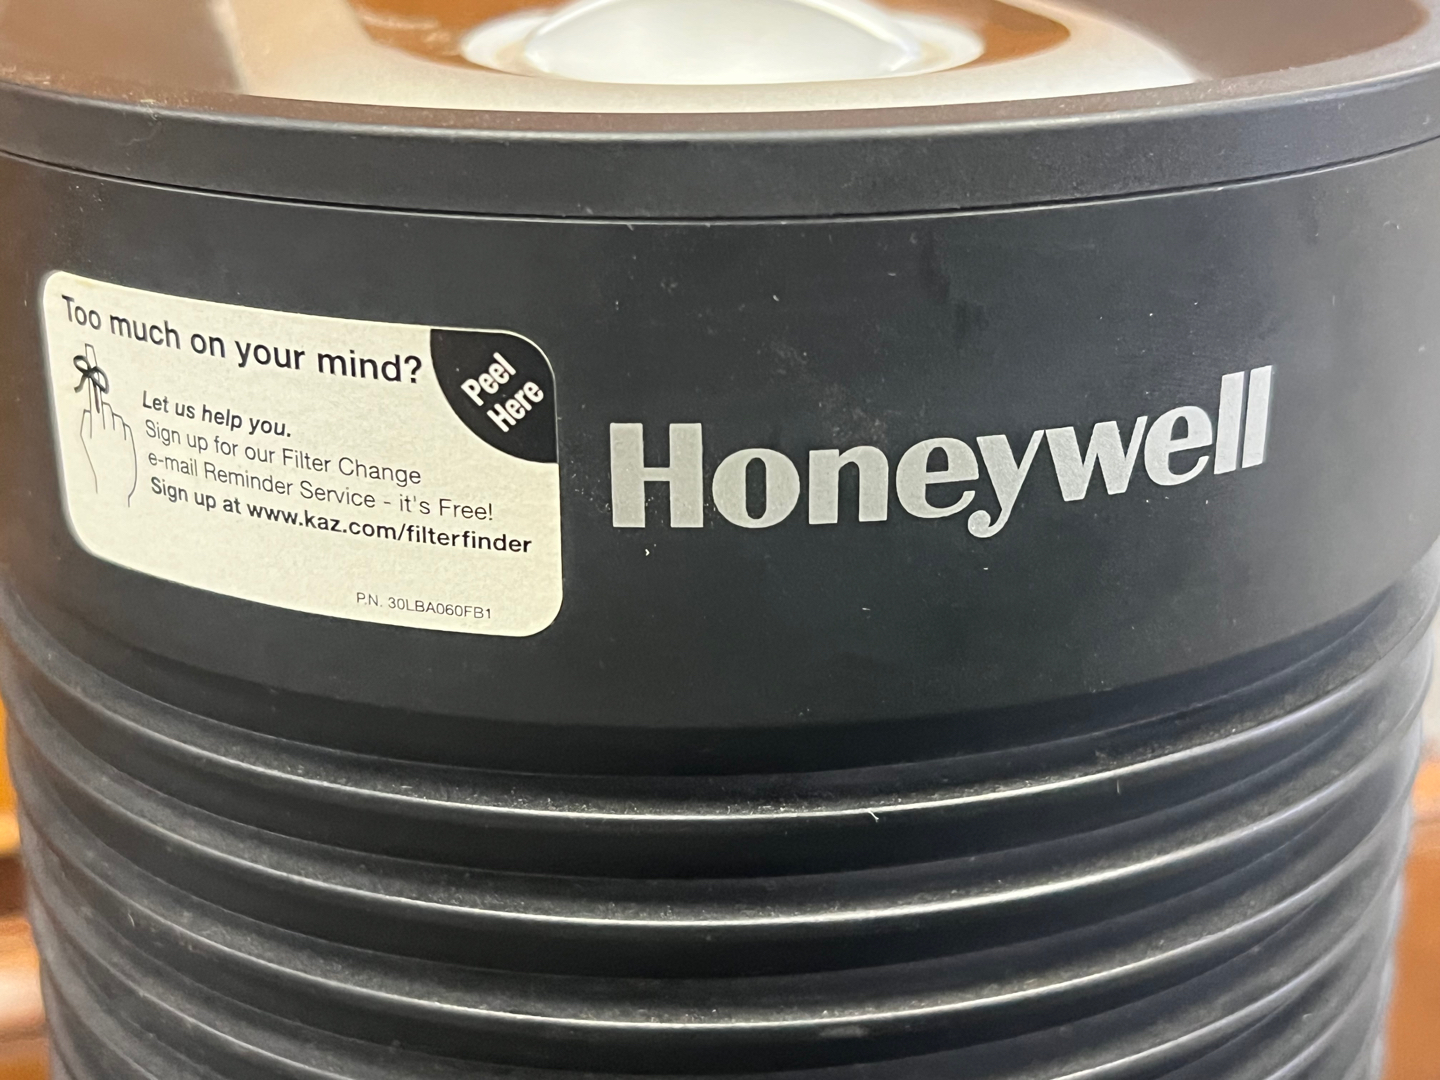 Too much on your mind?
Peel
Here
Let us help you.
Sign up for our Filter Change
e-mail Reminder Service - it's Free!
Sign up at www.kaz.com/filterfinder
P.N. 30LBA060FB1
Honeywell